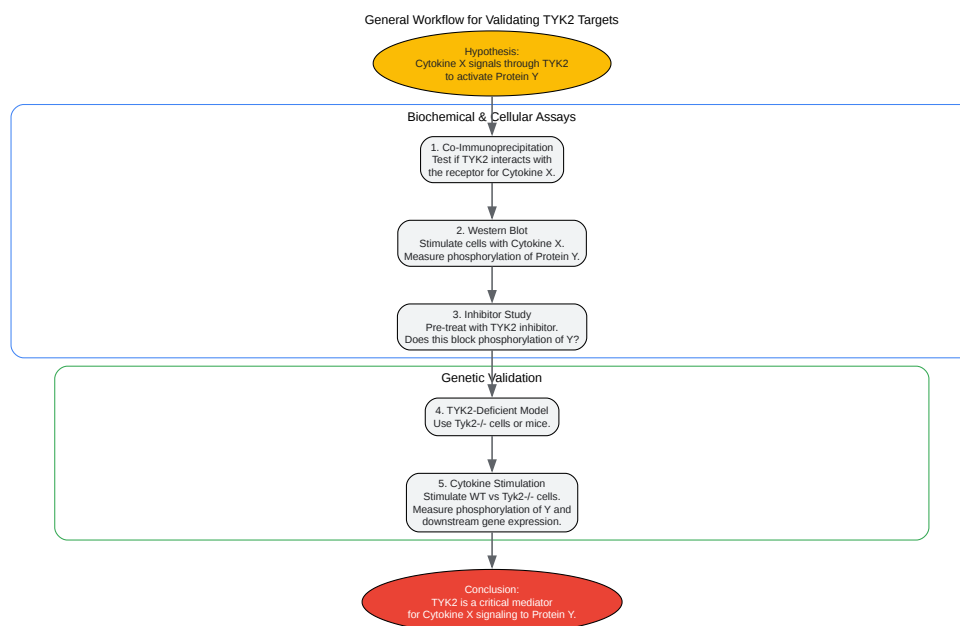 General Workflow for Validating TYK2 Targets
Hypothesis:
Cytokine X signals through TYK2
to activate Protein Y
Biochemical & Cellular Assays
1. Co-Immunoprecipitation
Test if TYK2 interacts with
the receptor for Cytokine X.
2. Western Blot
Stimulate cells with Cytokine X.
Measure phosphorylation of Protein Y.
3. Inhibitor Study
Pre-treat with TYK2 inhibitor.
Does this block phosphorylation of Y?
Genetic Validation
4. TYK2-Deficient Model
Use Tyk2-/- cells or mice.
5. Cytokine Stimulation
Stimulate WT vs Tyk2-/- cells.
Measure phosphorylation of Y and
downstream gene expression.
Conclusion:
TYK2 is a critical mediator
for Cytokine X signaling to Protein Y.